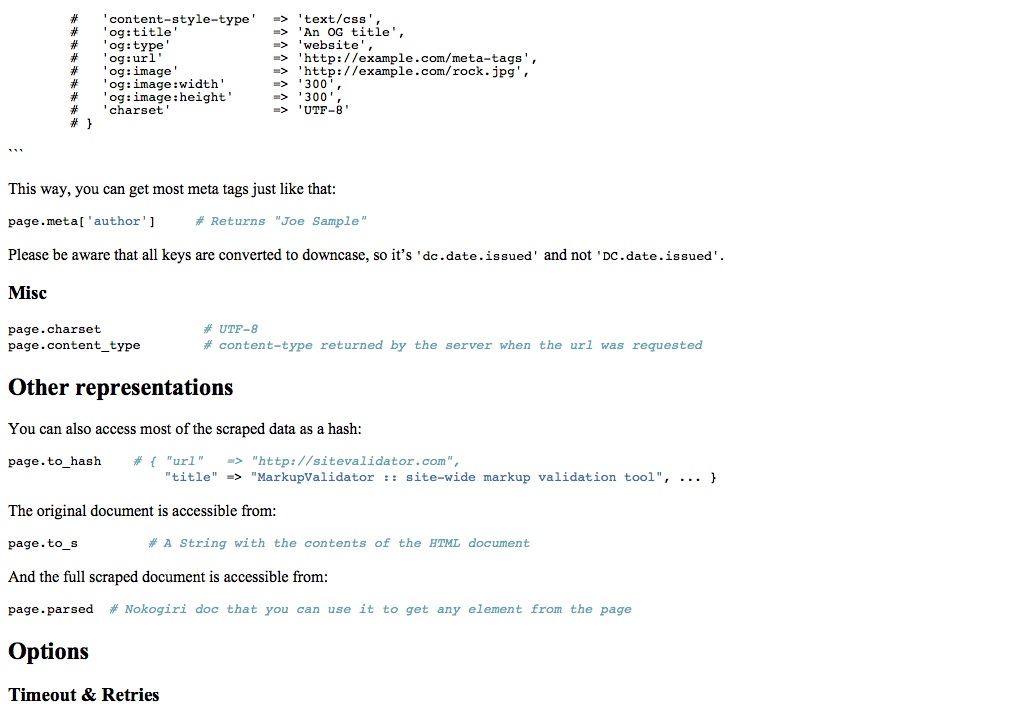 #   'content-style-type'  => 'text/css',
#   'og:title'            => 'An OG title',
#   'og:type'             => 'website',
#   'og:url'              => 'http://example.com/meta-tags',
#   'og:image'            => 'http://example.com/rock.jpg',
#   'og:image:width'      => '300',
#   'og:image:height'     => '300',
#   'charset'             => 'UTF-8'
# }
```
This way, you can get most meta tags just like that:
page.meta['author']     # Returns "Joe Sample"
Please be aware that all keys are converted to downcase, so it’s 'dc.date.issued' and not 'DC.date.issued'.
Misc
page.charset             # UTF-8
page.content_type        # content-type returned by the server when the url was requested
Other representations
You can also access most of the scraped data as a hash:
page.to_hash    # { "url"   => "http://sitevalidator.com",
"title" => "MarkupValidator :: site-wide markup validation tool", ... }
The original document is accessible from:
page.to_s         # A String with the contents of the HTML document
And the full scraped document is accessible from:
page.parsed  # Nokogiri doc that you can use it to get any element from the page
Options
Timeout & Retries